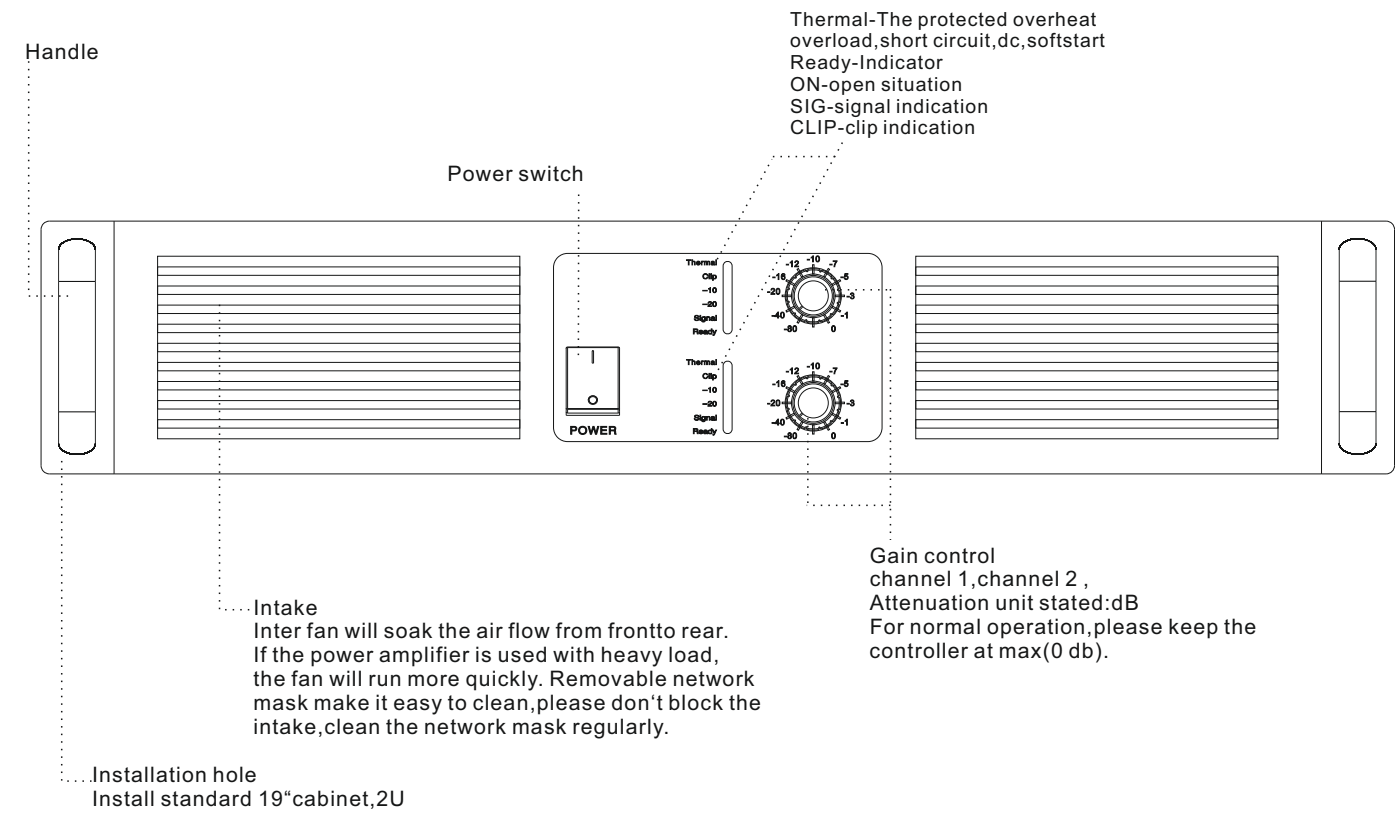 Thermal-The protected overheat
overload,short circuit,dc,softstart
Ready-Indicator
ON-open situation
SIG-signal indication
CLIP-clip indication
Handle
Power switch
Thermal
Clip
-10
-20
Signal
Ready
-80
-40
-20
-16
-12
-10
-7
-5
-3
-1
0
Thermal
Clip
-10
-20
Signal
Ready
-80
-40
-20
-16
-12
-10
-7
-5
-3
-1
0
POWER
Gain control
channel 1,channel 2 ,
Attenuation unit stated:dB
For normal operation,please keep the
controller at max(0 db).
Intake
Inter fan will soak the air flow from frontto rear.
If the power amplifier is used with heavy load,
the fan will run more quickly. Removable network
mask make it easy to clean,please don‘t block the
intake,clean the network mask regularly.
Installation hole
Install standard 19“cabinet,2U